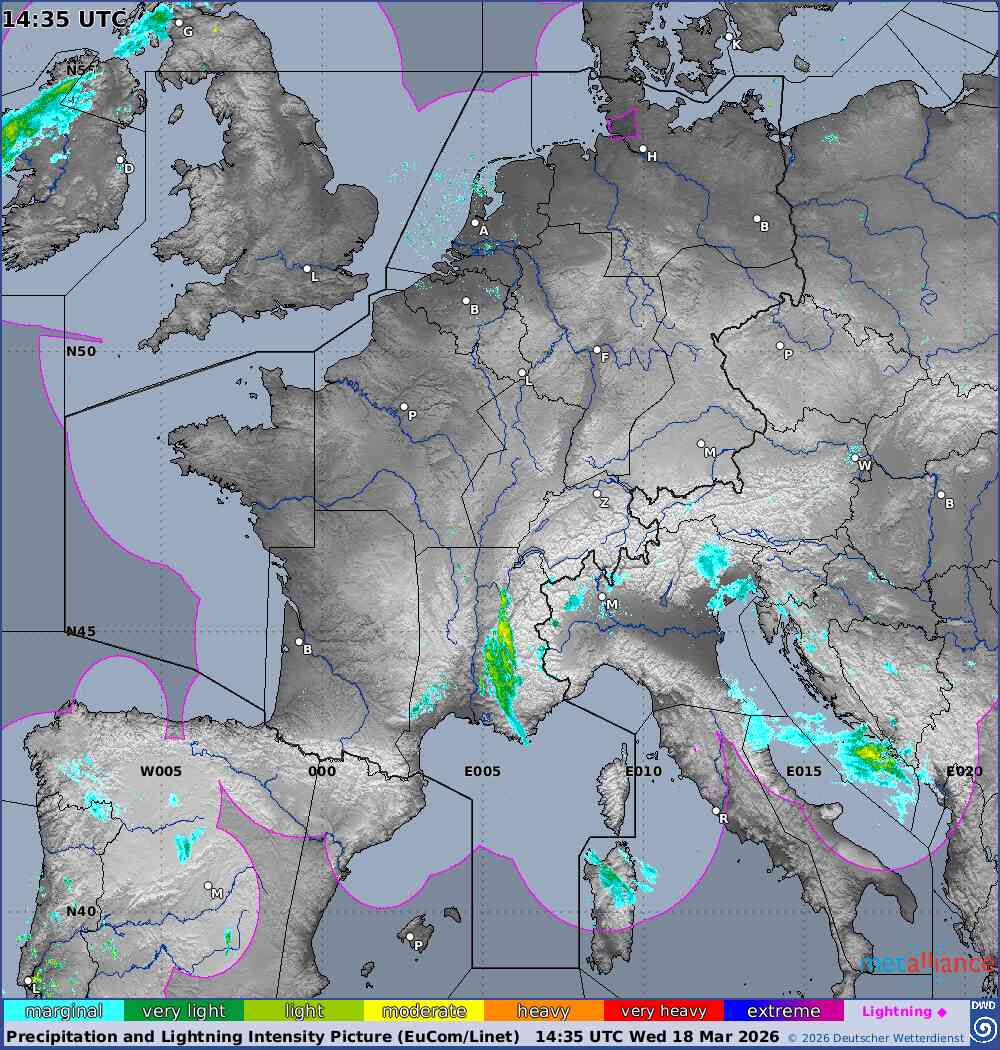 14:35 UTC
G
K
N55
H
D
A
B
L
B
N50
F
P
L
P
M
W
Z
B
M
N45
B
W005
000
E005
E010
E015
E020
R
M
N40
P
L
metalliance
marginal very light light moderate heavy very heavy extreme Lightning ◆
DWD
Precipitation and Lightning Intensity Picture (EuCom/Linet) 14:35 UTC Wed 18 Mar 2026 © 2026 Deutscher Wetterdienst